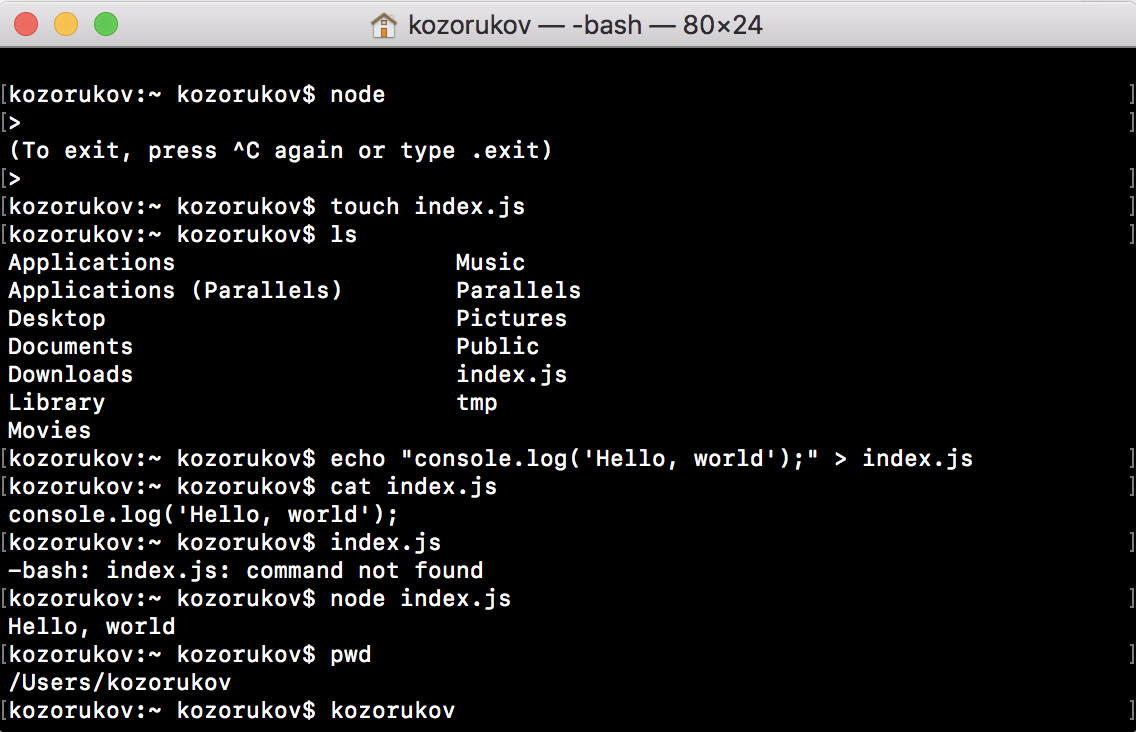 kozorukov — -bash — 80×24
[kozorukov:~ kozorukov$ node ]
[> ]
(To exit, press ^C again or type .exit)
[> ]
[kozorukov:~ kozorukov$ touch index.js ]
[kozorukov:~ kozorukov$ ls ]
Applications Music
Applications (Parallels) Parallels
Desktop Pictures
Documents Public
Downloads index.js
Library tmp
Movies
[kozorukov:~ kozorukov$ echo "console.log('Hello, world');" > index.js ]
[kozorukov:~ kozorukov$ cat index.js ]
console.log('Hello, world');
[kozorukov:~ kozorukov$ index.js ]
-bash: index.js: command not found
[kozorukov:~ kozorukov$ node index.js ]
Hello, world
[kozorukov:~ kozorukov$ pwd ]
/Users/kozorukov
[kozorukov:~ kozorukov$ kozorukov ]